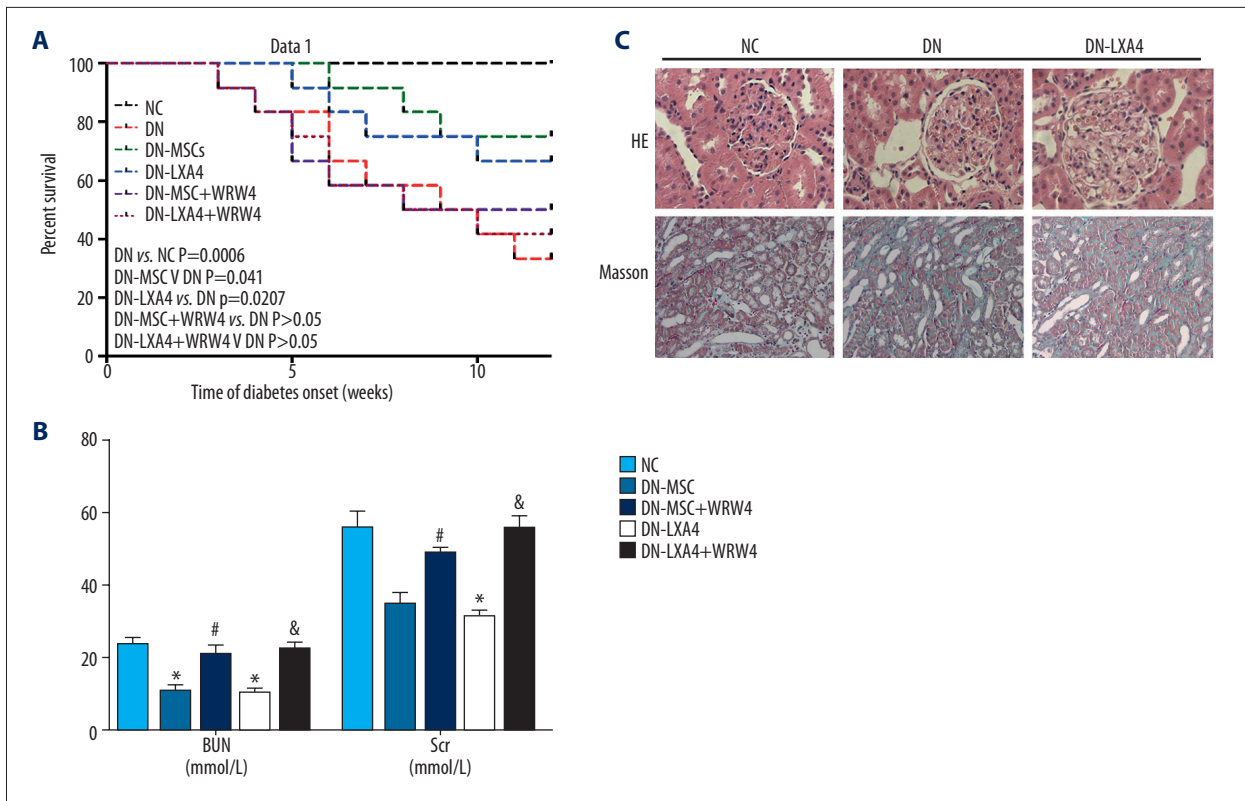 A
Data 1
100
80
60
40
20
0
Percent survival
NC
DN
DN-MSCs
DN-LXA4
DN-MSC+WRW4
DN-LXA4+WRW4
DN vs. NC P=0.0006
DN-MSC V DN P=0.041
DN-LXA4 vs. DN p=0.0207
DN-MSC+WRW4 vs. DN P>0.05
DN-LXA4+WRW4 V DN P>0.05
0 5 10
Time of diabetes onset (weeks)
C
NC DN DN-LXA4
HE
Masson
B
80
60
40
20
0
* # * &
# * &
BUN
(mmol/L)
Scr
(mmol/L)
NC
DN-MSC
DN-MSC+WRW4
DN-LXA4
DN-LXA4+WRW4